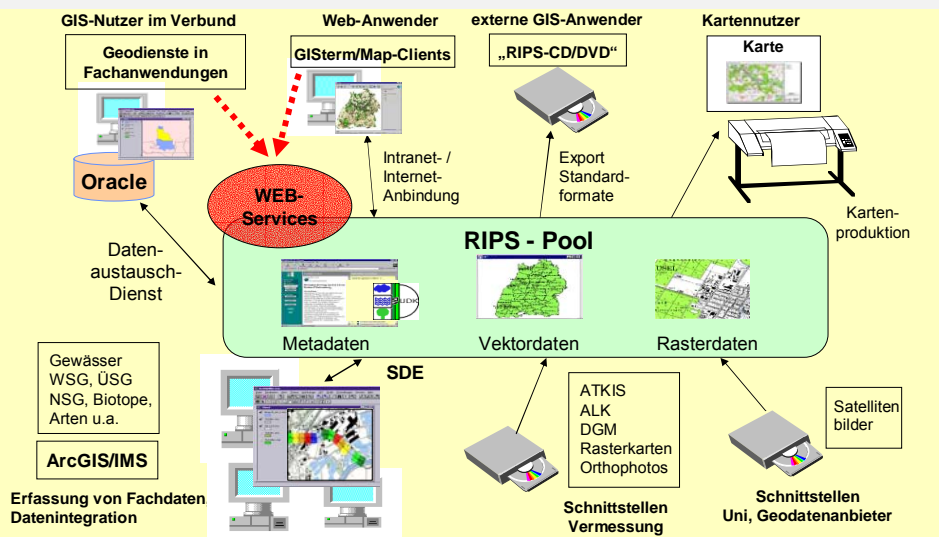 GIS-Nutzer im Verbund
Geodienste in
Fachanwendungen
Web-Anwender
GISterm/Map-Clients
externe GIS-Anwender
„RIPS-CD/DVD“
Kartennutzer
Karte
Oracle
WEB-
Services
Intranet- /
Internet-
Anbindung
Export
Standard-
formate
Karten-
produktion
Daten-
austausch-
Dienst
RIPS - Pool
UDK
USEL
Metadaten
Vektordaten
Rasterdaten
SDE
Gewässer
WSG, ÜSG
NSG, Biotope,
Arten u.a.
ArcGIS/IMS
Erfassung von Fachdaten,
Datenintegration
ATKIS
ALK
DGM
Rasterkarten
Orthophotos
Schnittstellen
Vermessung
Satelliten
bilder
Schnittstellen
Uni, Geodatenanbieter